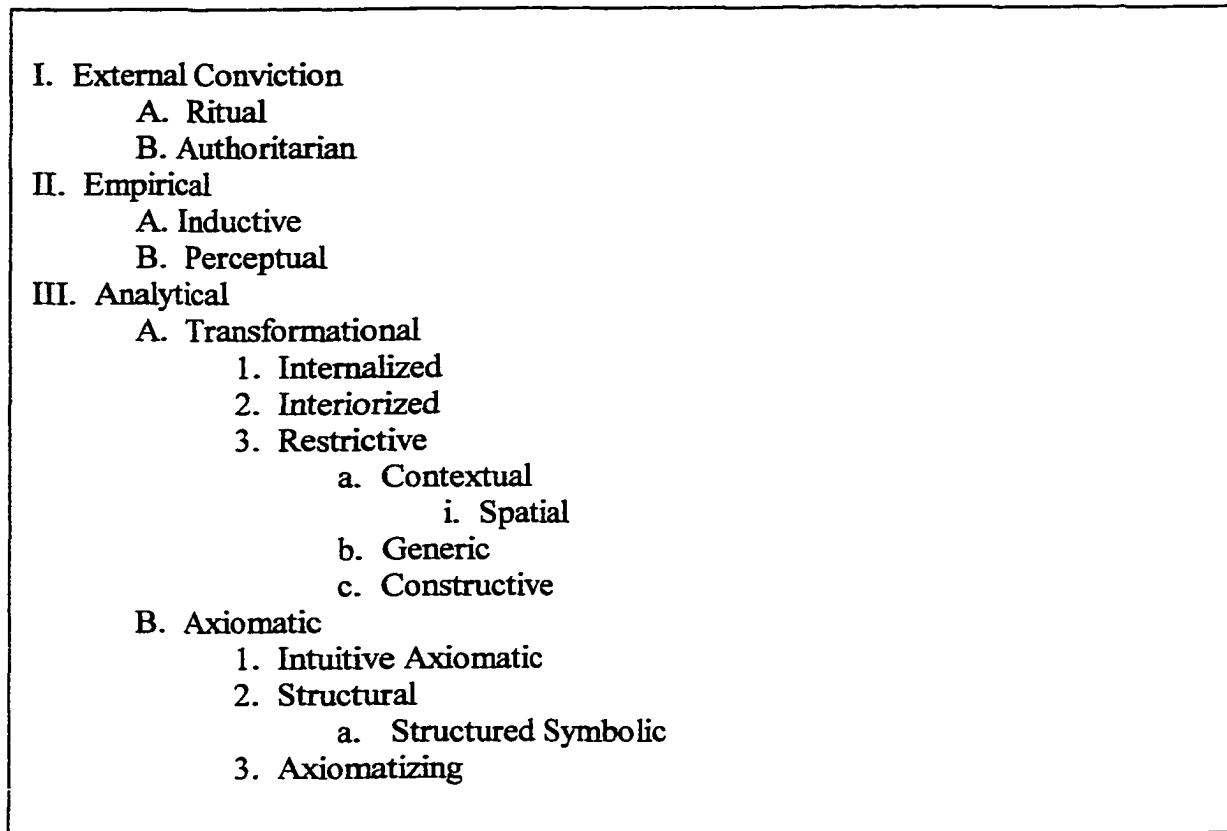 I. External Conviction
A. Ritual
B. Authoritarian
II. Empirical
A. Inductive
B. Perceptual
III. Analytical
A. Transformational
1. Internalized
2. Interiorized
3. Restrictive
a. Contextual
i. Spatial
b. Generic
c. Constructive
B. Axiomatic
1. Intuitive Axiomatic
2. Structural
a. Structured Symbolic
3. Axiomatizing